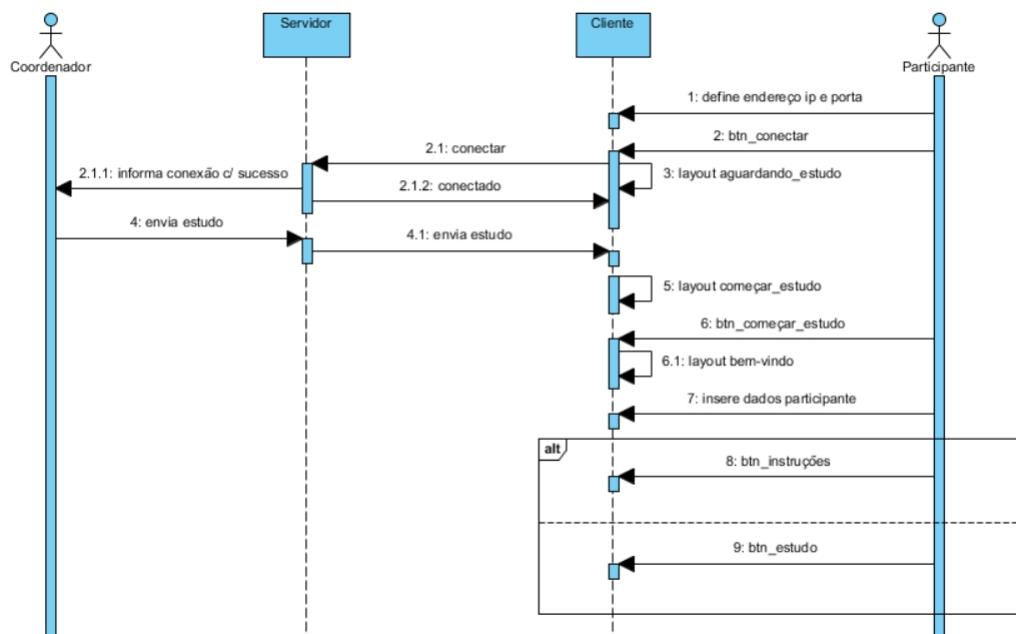 Servidor
Cliente
Coordenador
Participante
1: define endereço ip e porta
2: btn_conectar
2.1: conectar
2.1.1: informa conexão c/ sucesso
3: layout aguardando_estudo
2.1.2: conectado
4: envia estudo
4.1: envia estudo
5: layout começar_estudo
6: btn_começar_estudo
6.1: layout bem-vindo
7: insere dados participante
alt
8: btn_instruções
9: btn_estudo